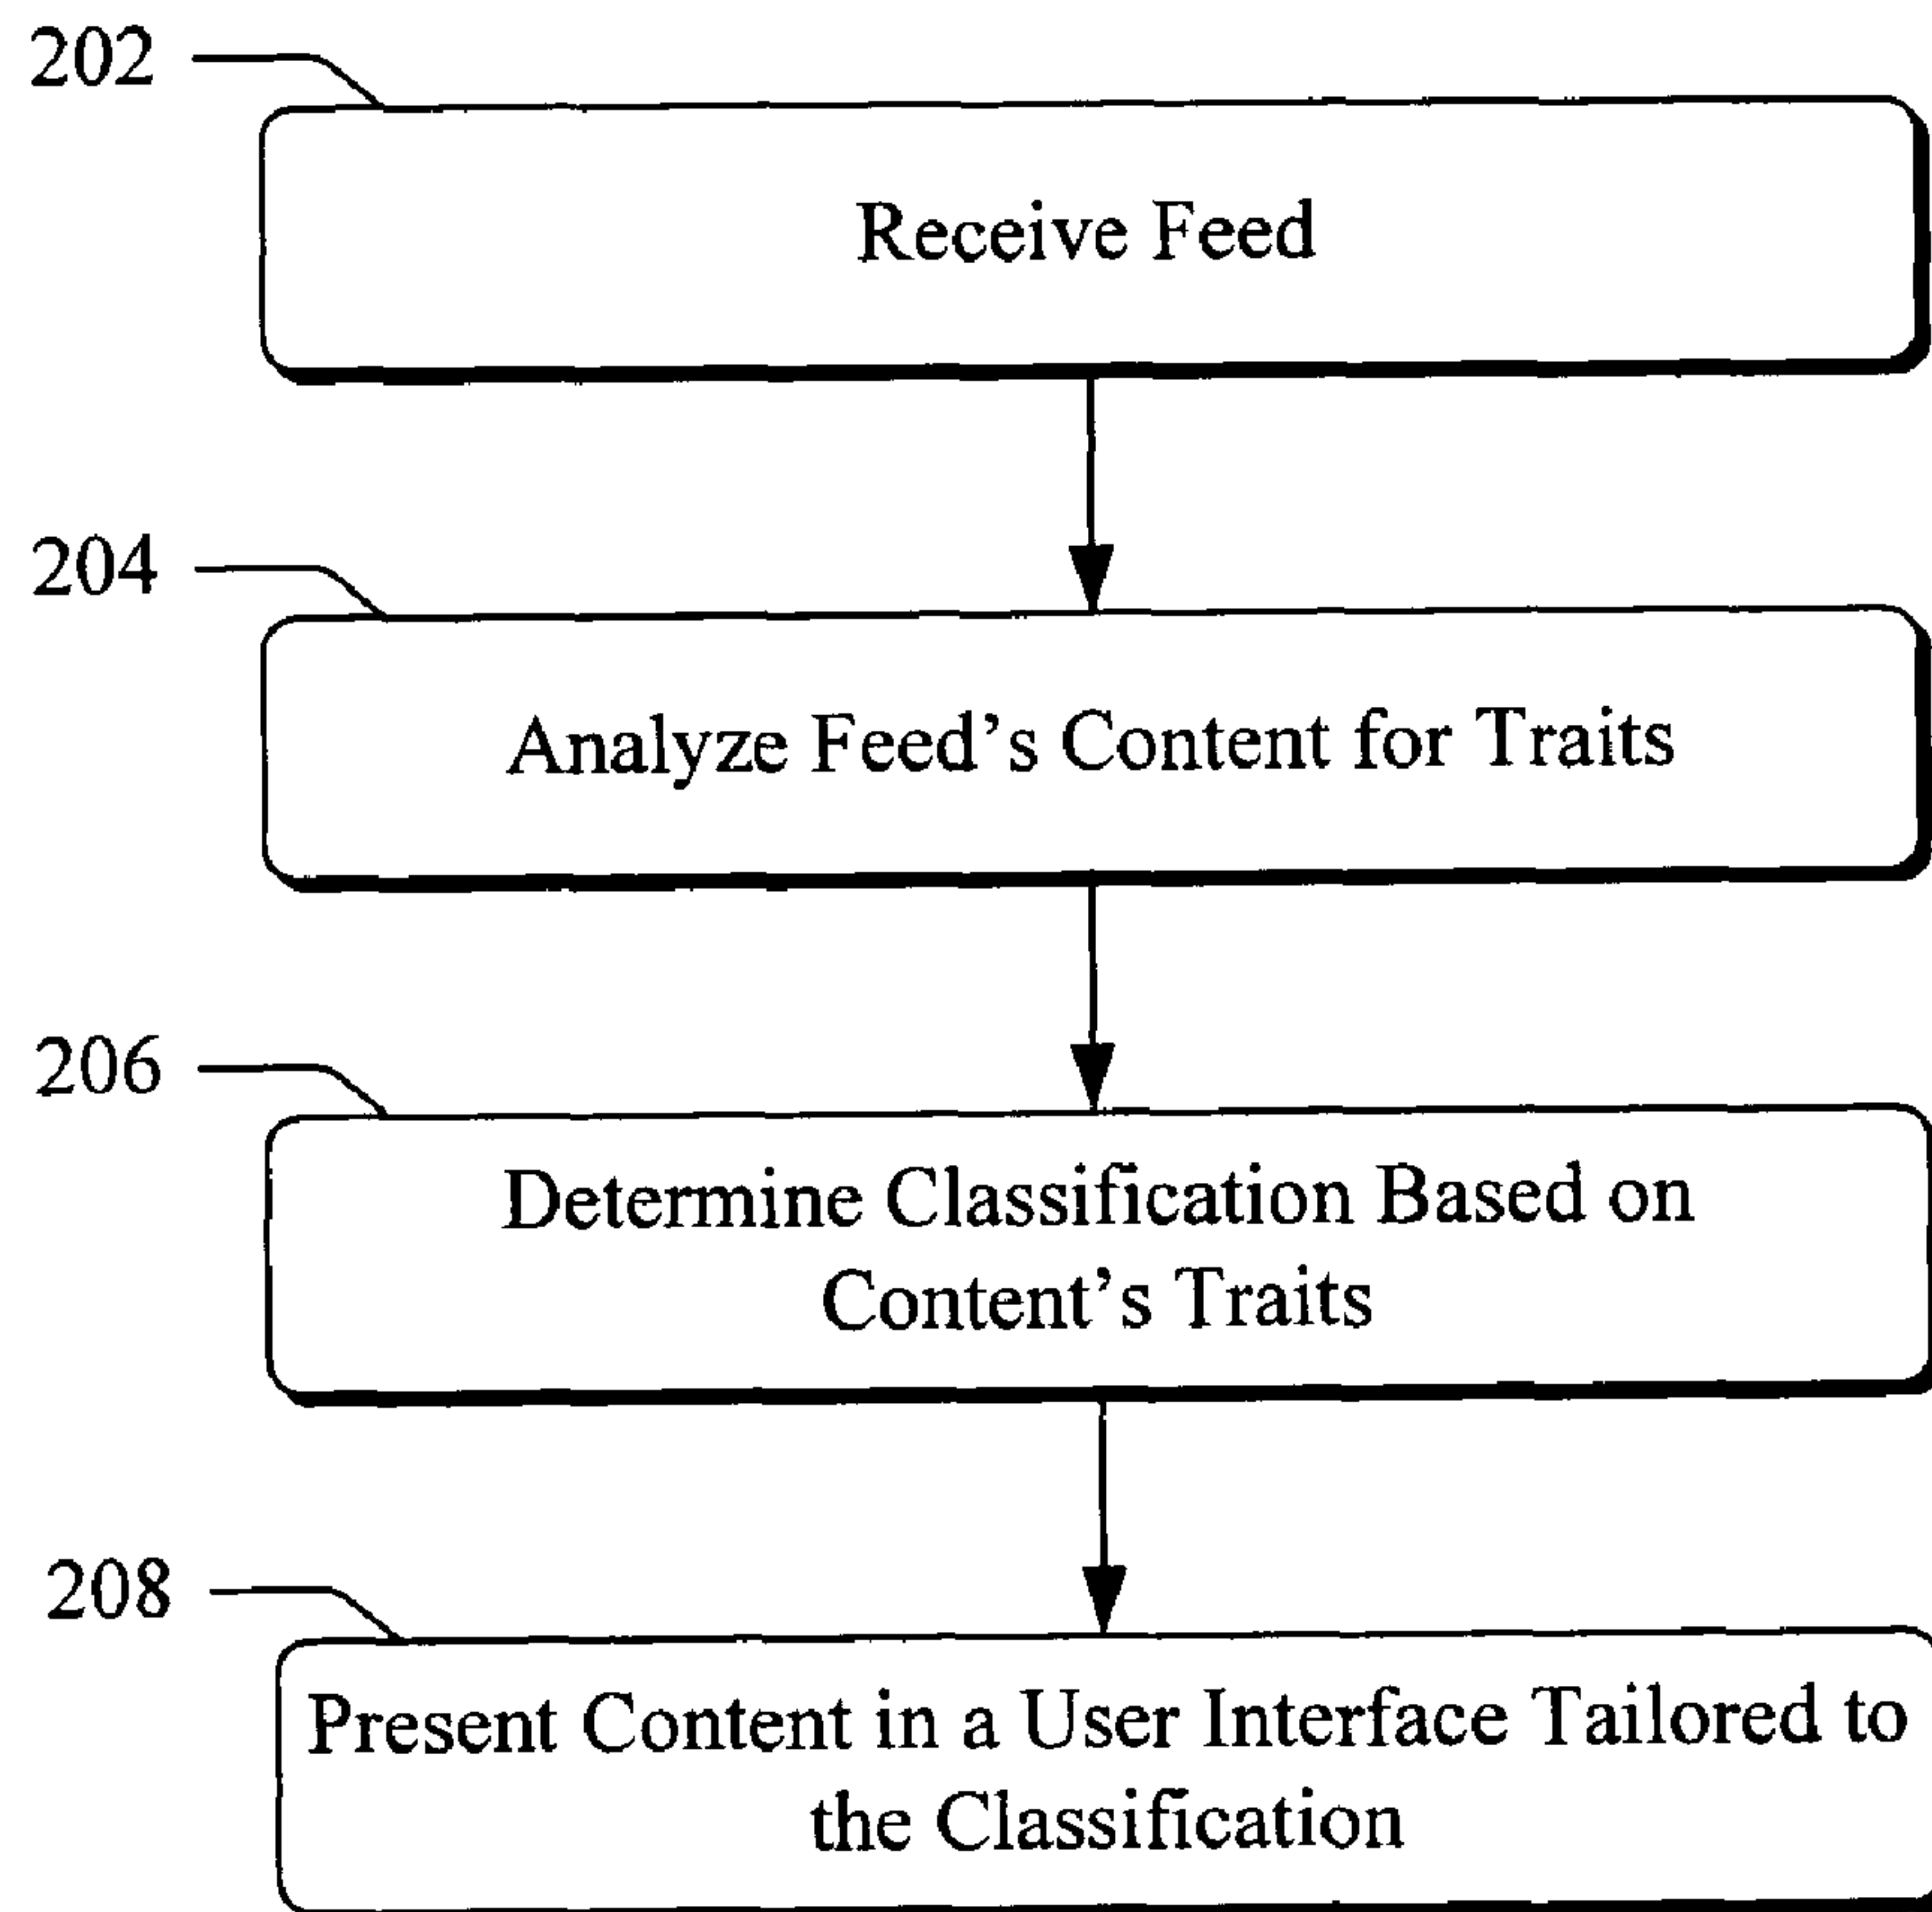 202
Receive Feed
204
Analyze Feed’s Content for Traits
206
Determine Classification Based on
Content’s Traits
208
Present Content in a User Interface Tailored to
the Classification